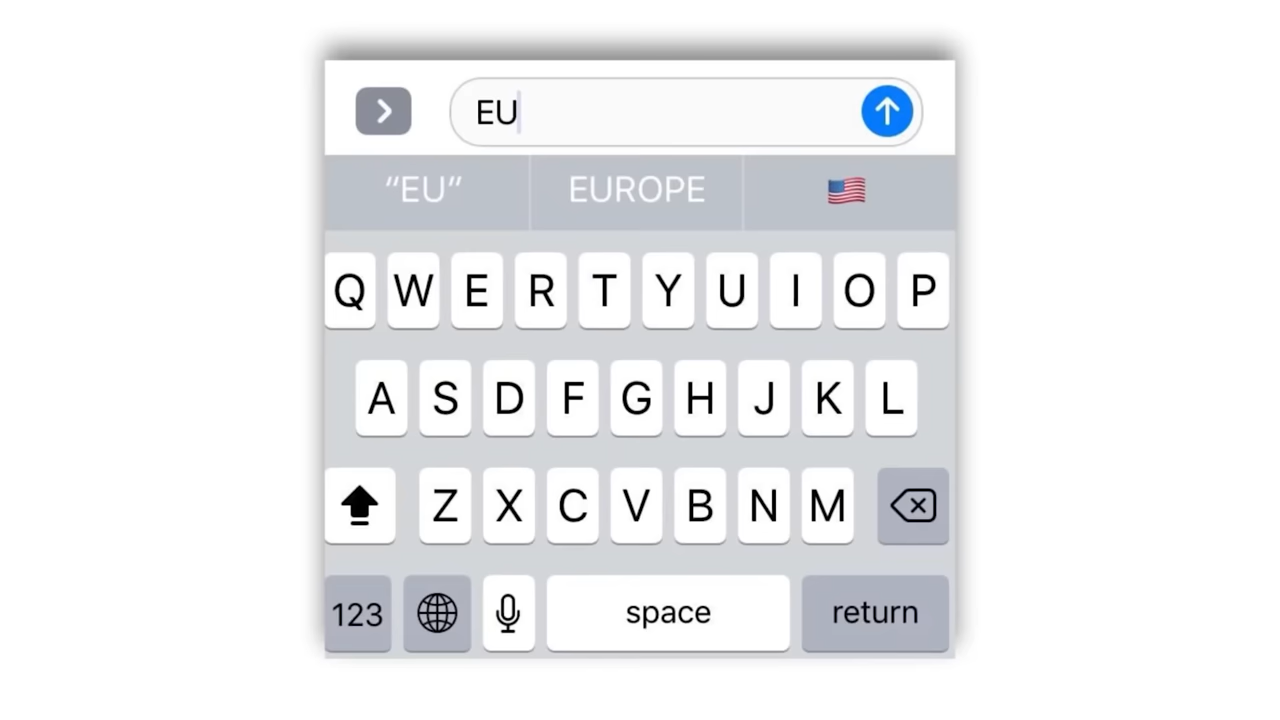 EU
“EU” EUROPE 🇺🇸
Q W E R T Y U I O P
A S D F G H J K L
Z X C V B N M
123 space return